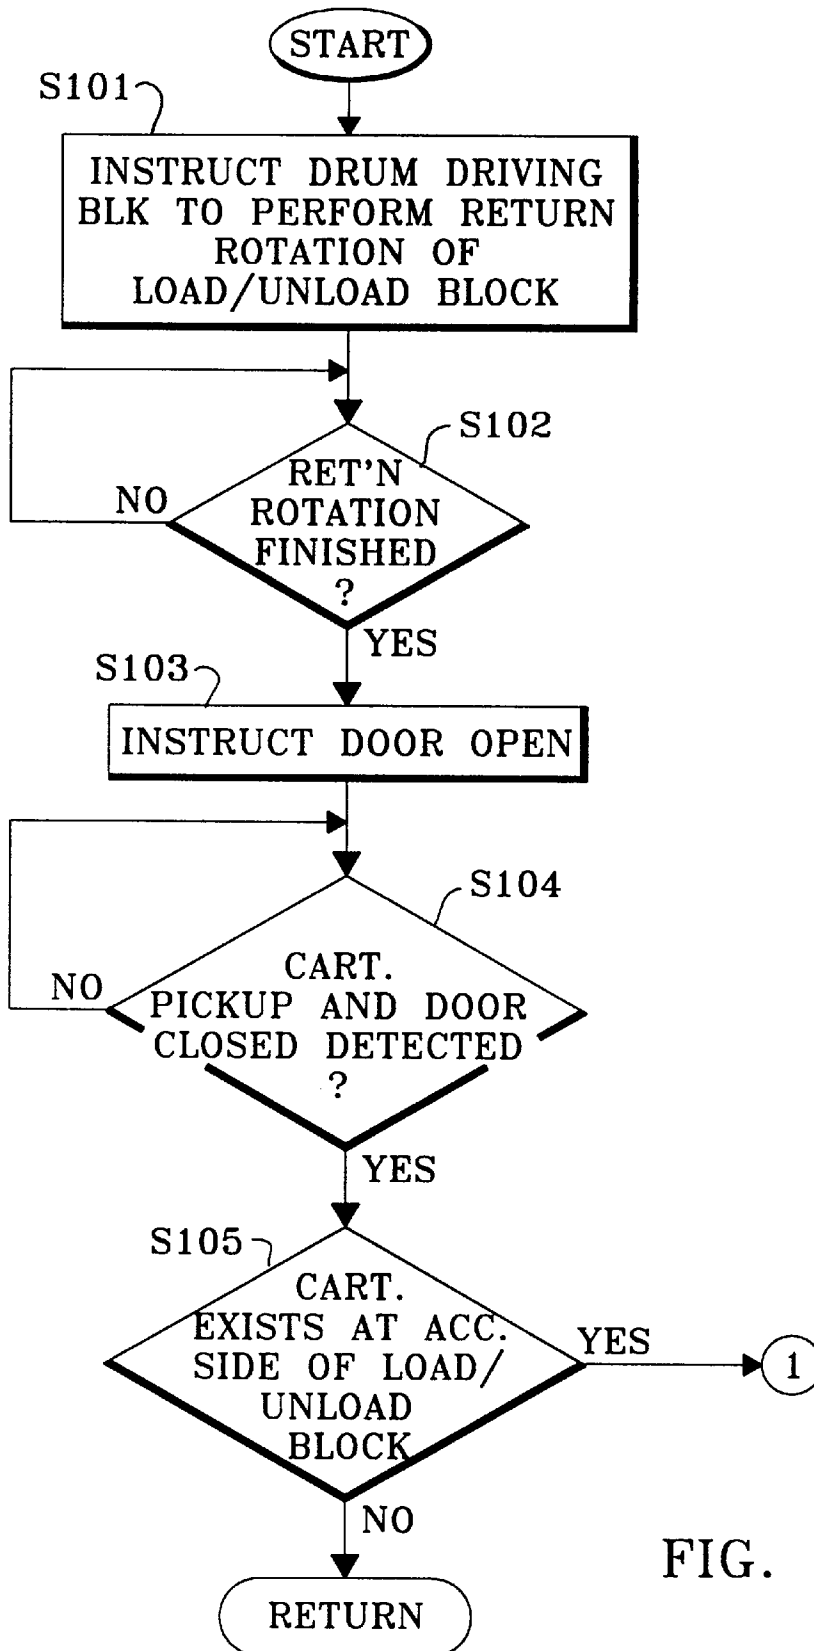 START
S101
INSTRUCT DRUM DRIVING
BLK TO PERFORM RETURN
ROTATION OF
LOAD/UNLOAD BLOCK
S102
RET'N
ROTATION
FINISHED
?
NO
YES
S103
INSTRUCT DOOR OPEN
S104
CART.
PICKUP AND DOOR
CLOSED DETECTED
?
NO
YES
S105
CART.
EXISTS AT ACC.
SIDE OF LOAD/
UNLOAD
BLOCK
YES
1
NO
RETURN
FIG.